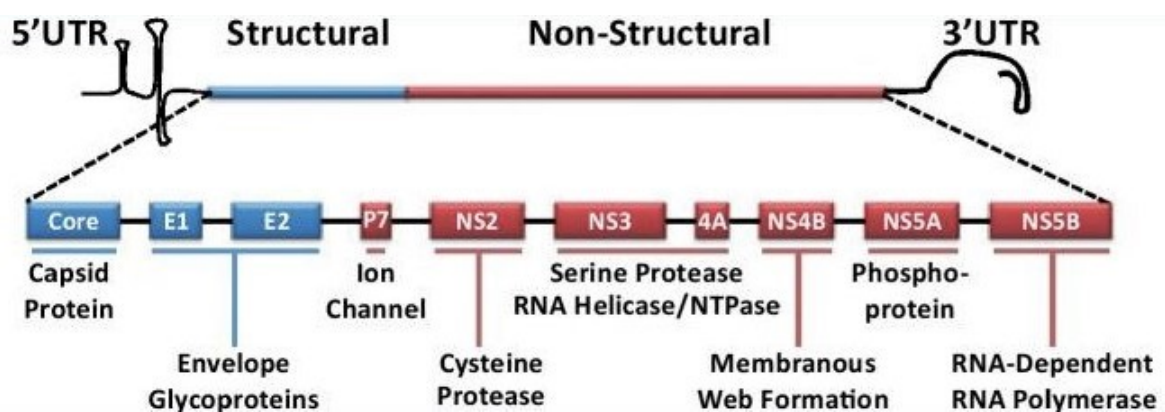 5'UTR Structural Non-Structural 3'UTR
Core E1 E2 P7 NS2 NS3 4A NS4B NS5A NS5B
Capsid
Protein
Envelope
Glycoproteins
Ion
Channel
Cysteine
Protease
Serine Protease
RNA Helicase/NTPase
Membranous
Web Formation
Phospho-
protein
RNA-Dependent
RNA Polymerase